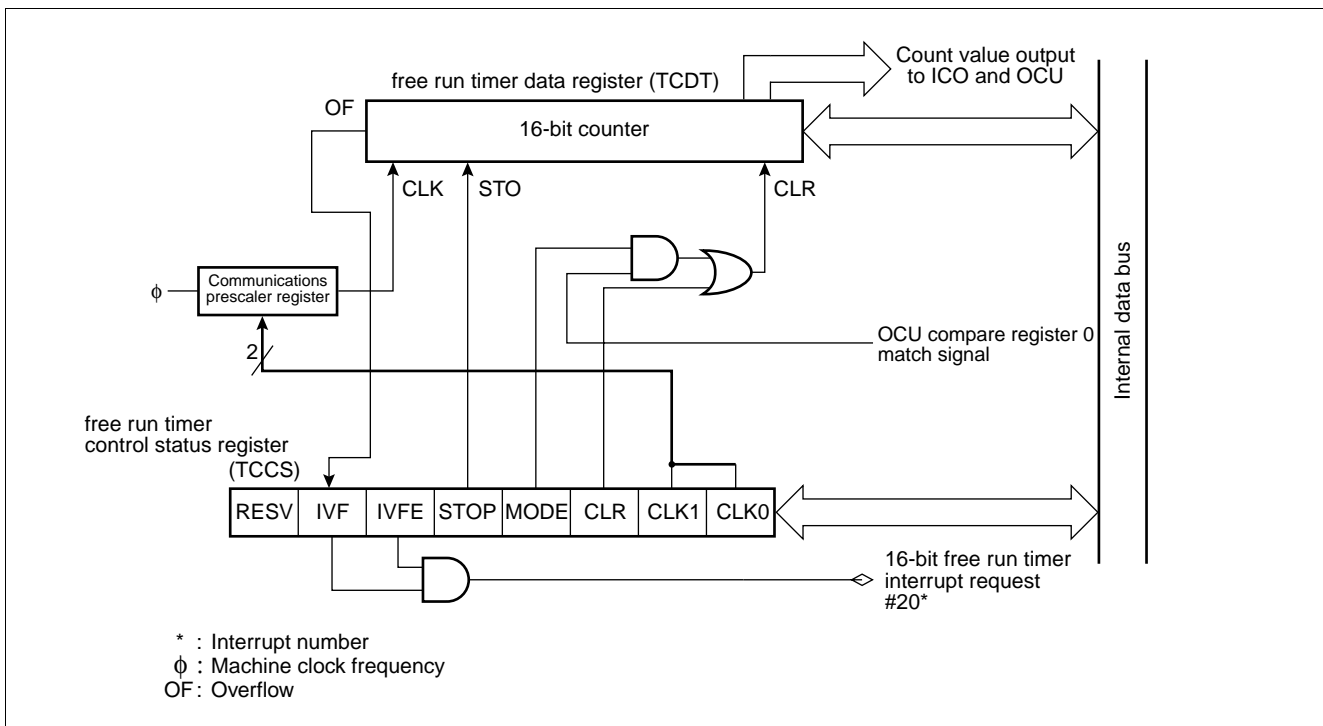 Count value output
to ICO and OCU
free run timer data register (TCDT)
OF
16-bit counter
CLK
STO
CLR
Communications
prescaler register
ϕ
OCU compare register 0
match signal
Internal data bus
2
free run timer
control status register
(TCCS)
RESV IVF IVFE STOP MODE CLR CLK1 CLK0
16-bit free run timer
interrupt request
#20*
* : Interrupt number
ϕ : Machine clock frequency
OF : Overflow